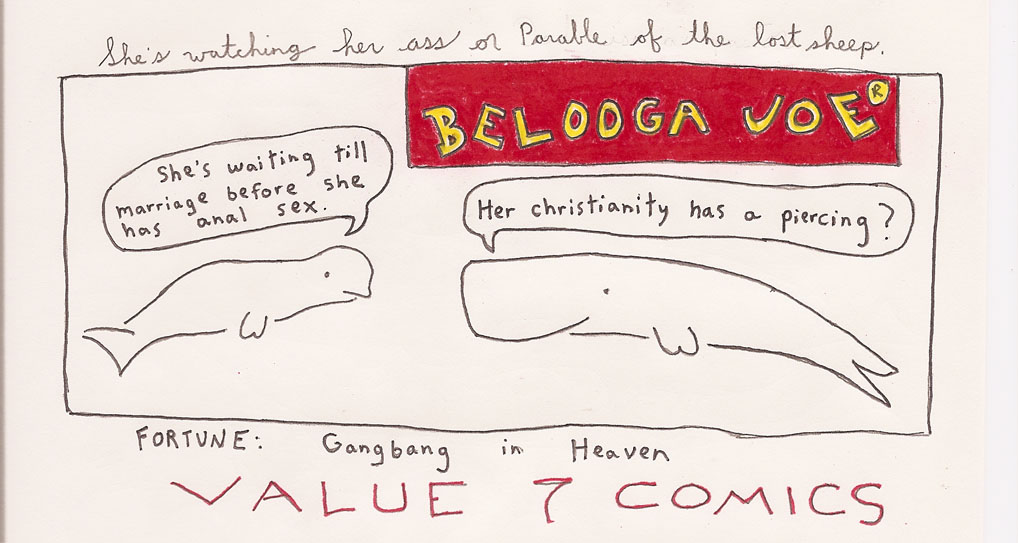 She's watching her ass or Parable of the lost sheep.
BELOOGA JOE®
She's waiting till
marriage before she
has anal sex.
Her christianity has a piercing?
FORTUNE: Gangbang in Heaven
VALUE 7 COMICS